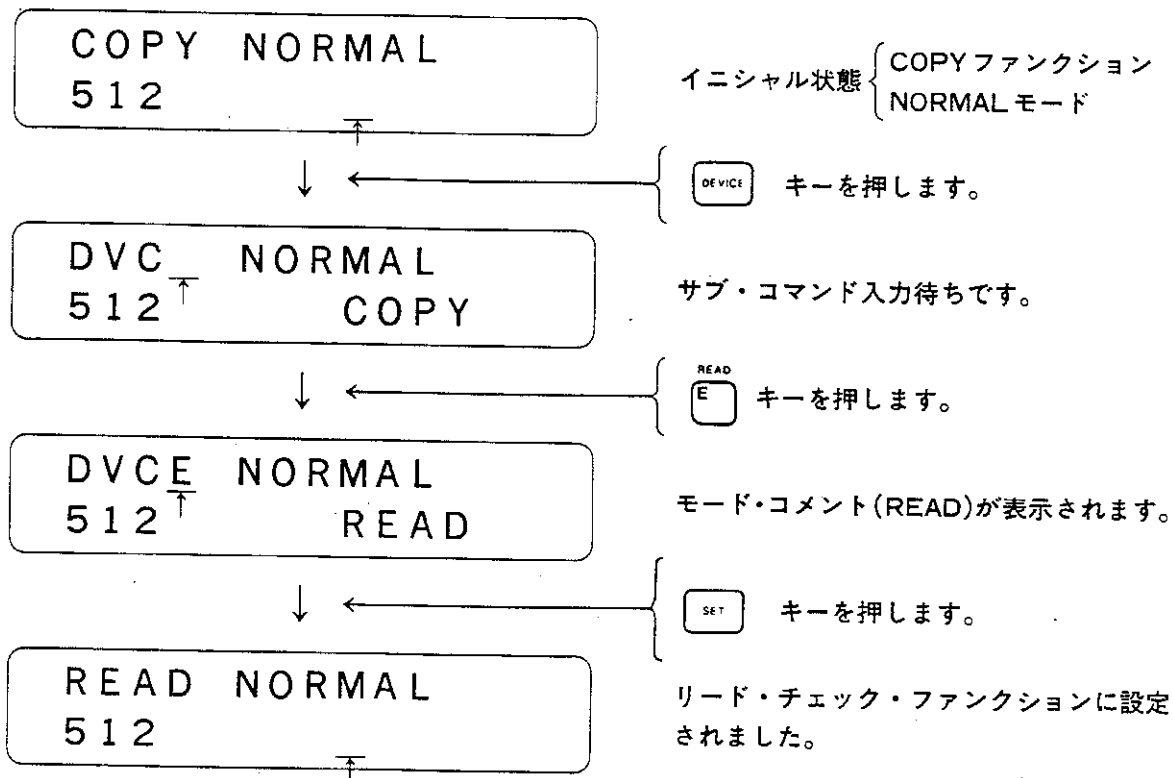 COPY NORMAL
512
イニシャル状態
COPYファンクション
NORMALモード
DEVICE キーを押します。
DVC NORMAL
512 COPY
サブ・コマンド入力待ちです。
READ
E キーを押します。
DVCE NORMAL
512 READ
モード・コメント(READ)が表示されます。
SET キーを押します。
READ NORMAL
512
リード・チェック・ファンクションに設定
されました。